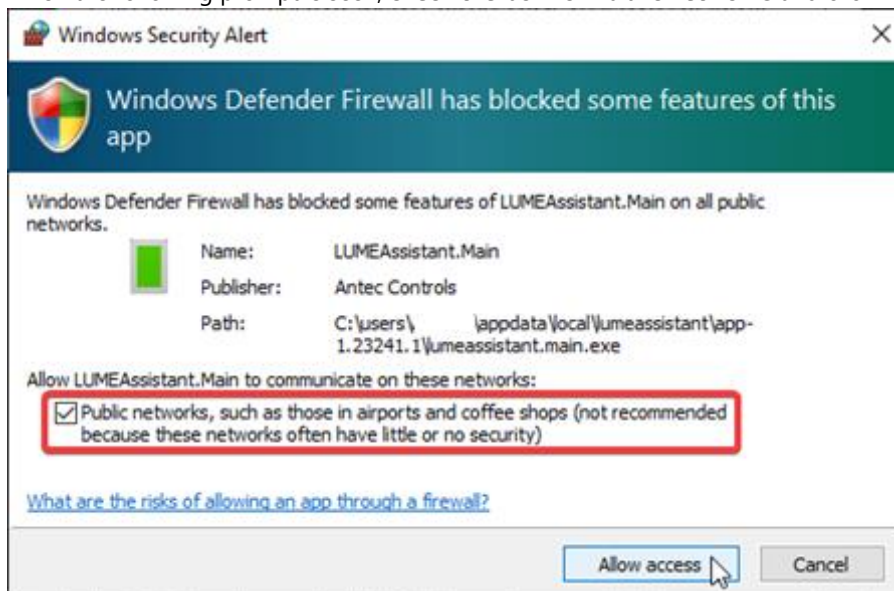 Windows Security Alert
Windows Defender Firewall has blocked some features of this
app
Windows Defender Firewall has blocked some features of LUMEAssistant.Main on all public
networks.
Name: LUMEAssistant.Main
Publisher: Antec Controls
Path: C:\users\ \appdata\local\lumeassistant\app-
1.23241.1\lumeassistant.main.exe
Allow LUMEAssistant.Main to communicate on these networks:
Public networks, such as those in airports and coffee shops (not recommended
because these networks often have little or no security)
What are the risks of allowing an app through a firewall?
Allow access Cancel